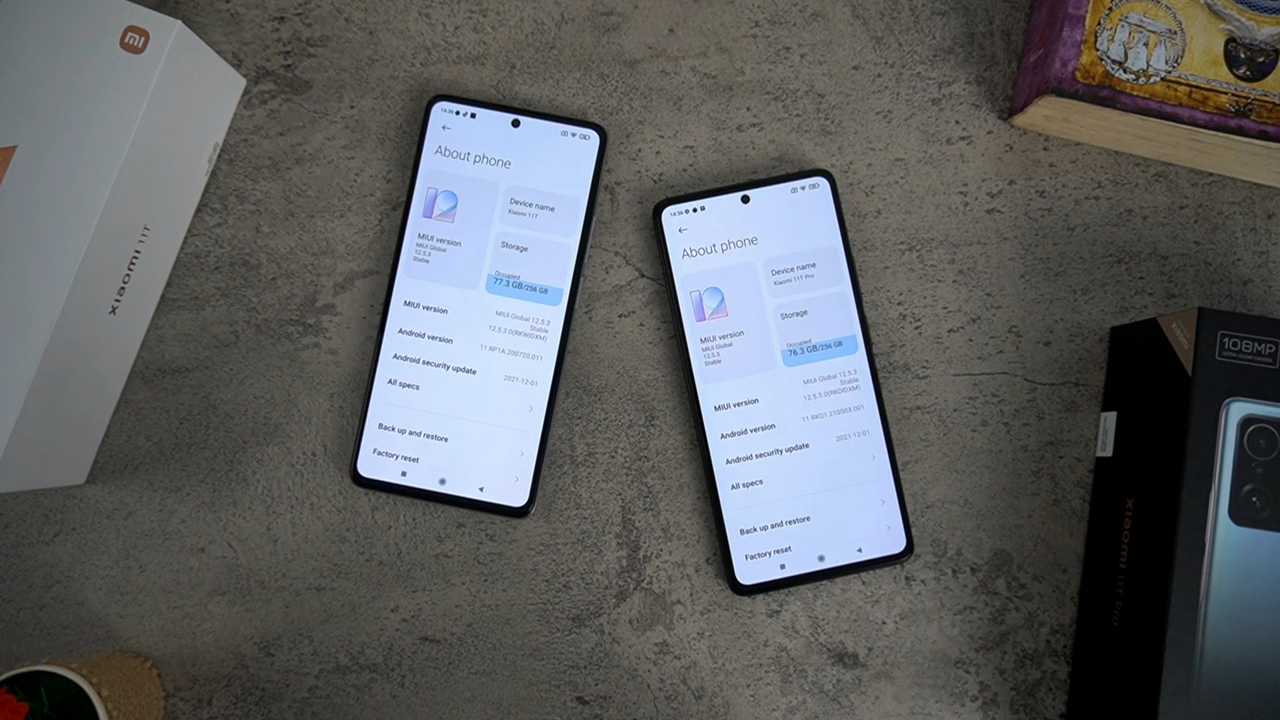 mi
xiaomi 11T
14:36
About phone
MIUI version
MIUI Global
12.5.3
Stable
Device name
Xiaomi 11T
Storage
Occupied
77.3 GB/256 GB
MIUI version
MIUI Global 12.5.3
Stable
12.5.3.0(RKWIDXM)
Android version
11 RP1A.200720.011
Android security update
2021-12-01
All specs
Back up and restore
Factory reset
14:36
About phone
MIUI version
MIUI Global
12.5.3
Stable
Device name
Xiaomi 11T Pro
Storage
Occupied
76.3 GB/256 GB
MIUI version
MIUI Global 12.5.3
Stable
12.5.3.0(RKDIDXM)
Android version
11 RKQ1.210503.001
Android security update
2021-12-01
All specs
Back up and restore
Factory reset
108MP
xiaomi 11T Pro